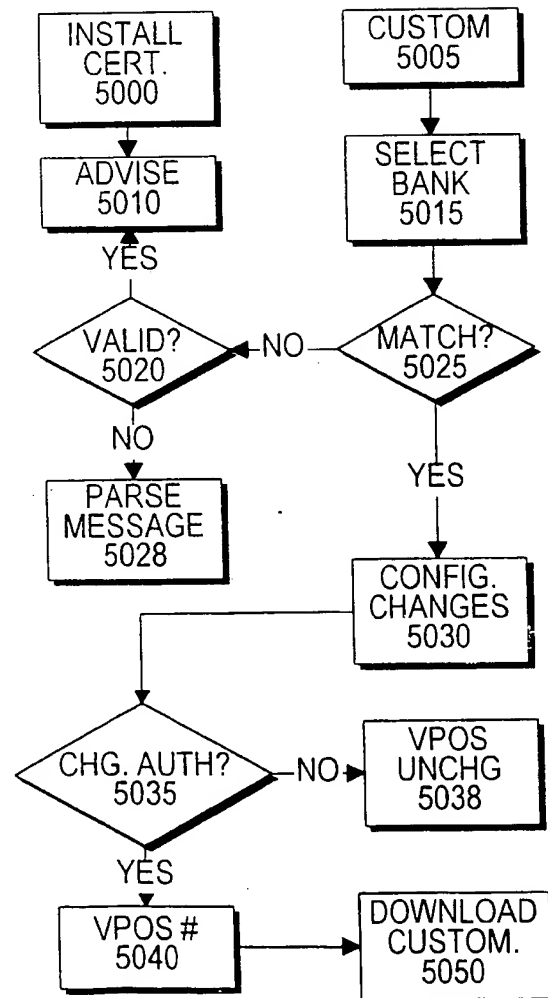 INSTALL
CERT.
5000
CUSTOM
5005
ADVISE
5010
SELECT
BANK
5015
YES
VALID?
5020
NO
MATCH?
5025
NO
YES
PARSE
MESSAGE
5028
CONFIG.
CHANGES
5030
CHG. AUTH?
5035
NO
VPOS
UNCHG
5038
YES
VPOS #
5040
DOWNLOAD
CUSTOM.
5050